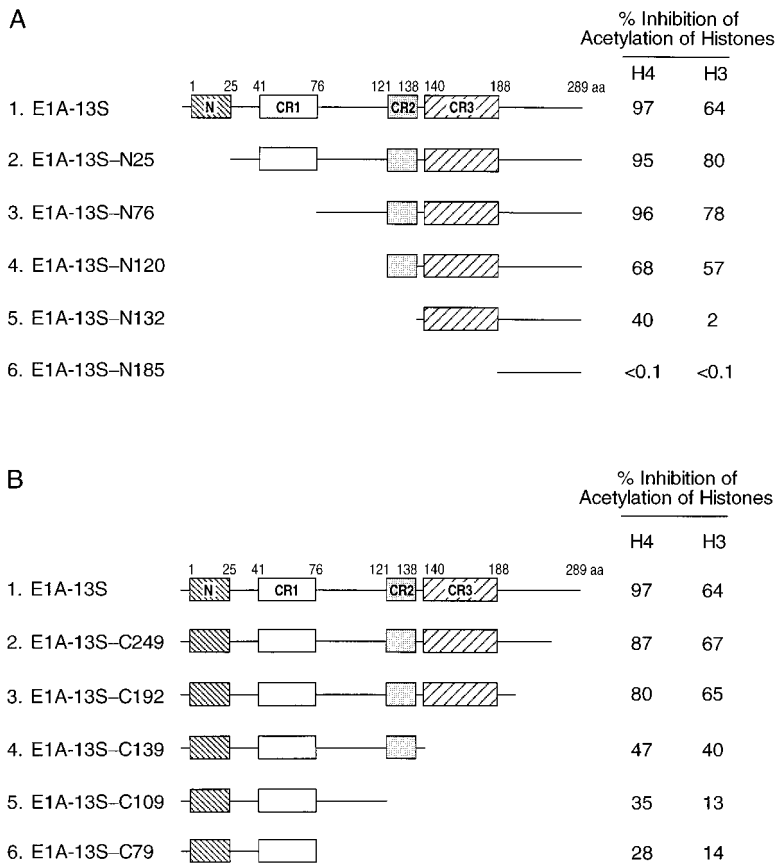 A
% Inhibition of
Acetylation of Histones
H4 H3
1 25 41 76 121 138 140 188 289 aa
1. E1A-13S N CR1 CR2 CR3 97 64
2. E1A-13S–N25 95 80
3. E1A-13S–N76 96 78
4. E1A-13S–N120 68 57
5. E1A-13S–N132 40 2
6. E1A-13S–N185 <0.1 <0.1
B
% Inhibition of
Acetylation of Histones
H4 H3
1 25 41 76 121 138 140 188 289 aa
1. E1A-13S N CR1 CR2 CR3 97 64
2. E1A-13S–C249 87 67
3. E1A-13S–C192 80 65
4. E1A-13S–C139 47 40
5. E1A-13S–C109 35 13
6. E1A-13S–C79 28 14